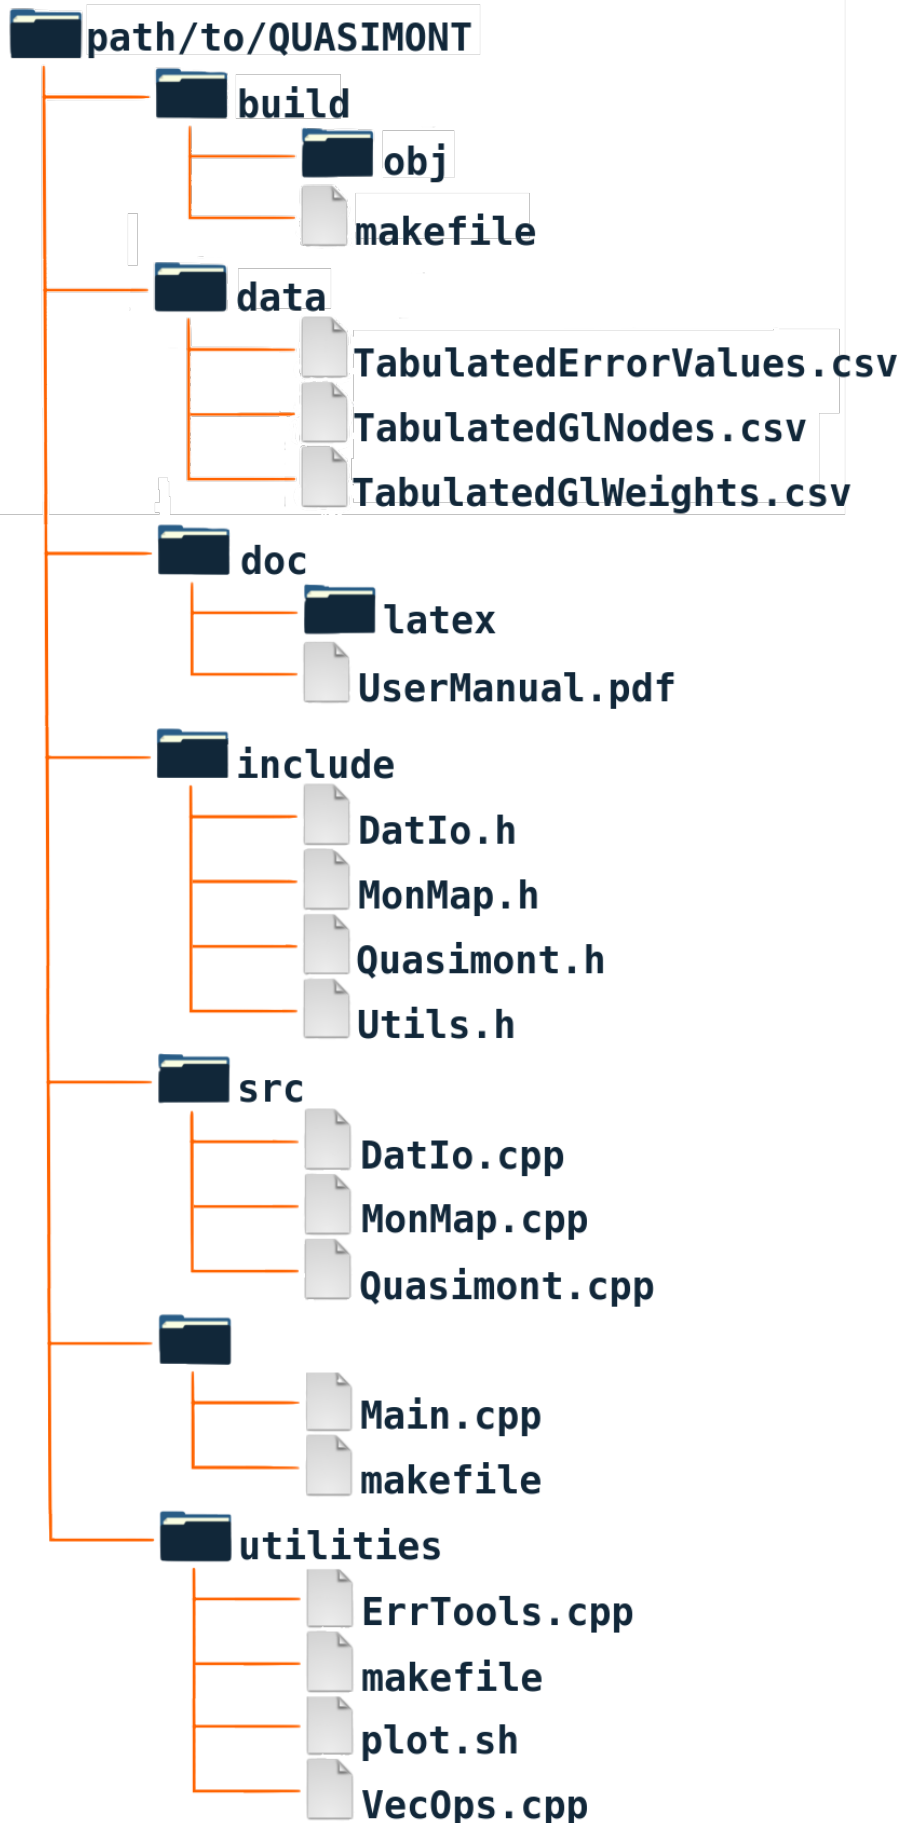 path/to/QUASIMONT
build
obj
makefile
data
TabulatedErrorValues.csv
TabulatedGlNodes.csv
TabulatedGlWeights.csv
doc
latex
UserManual.pdf
include
DatIo.h
MonMap.h
Quasimont.h
Utils.h
src
DatIo.cpp
MonMap.cpp
Quasimont.cpp
Main.cpp
makefile
utilities
ErrTools.cpp
makefile
plot.sh
VecOps.cpp